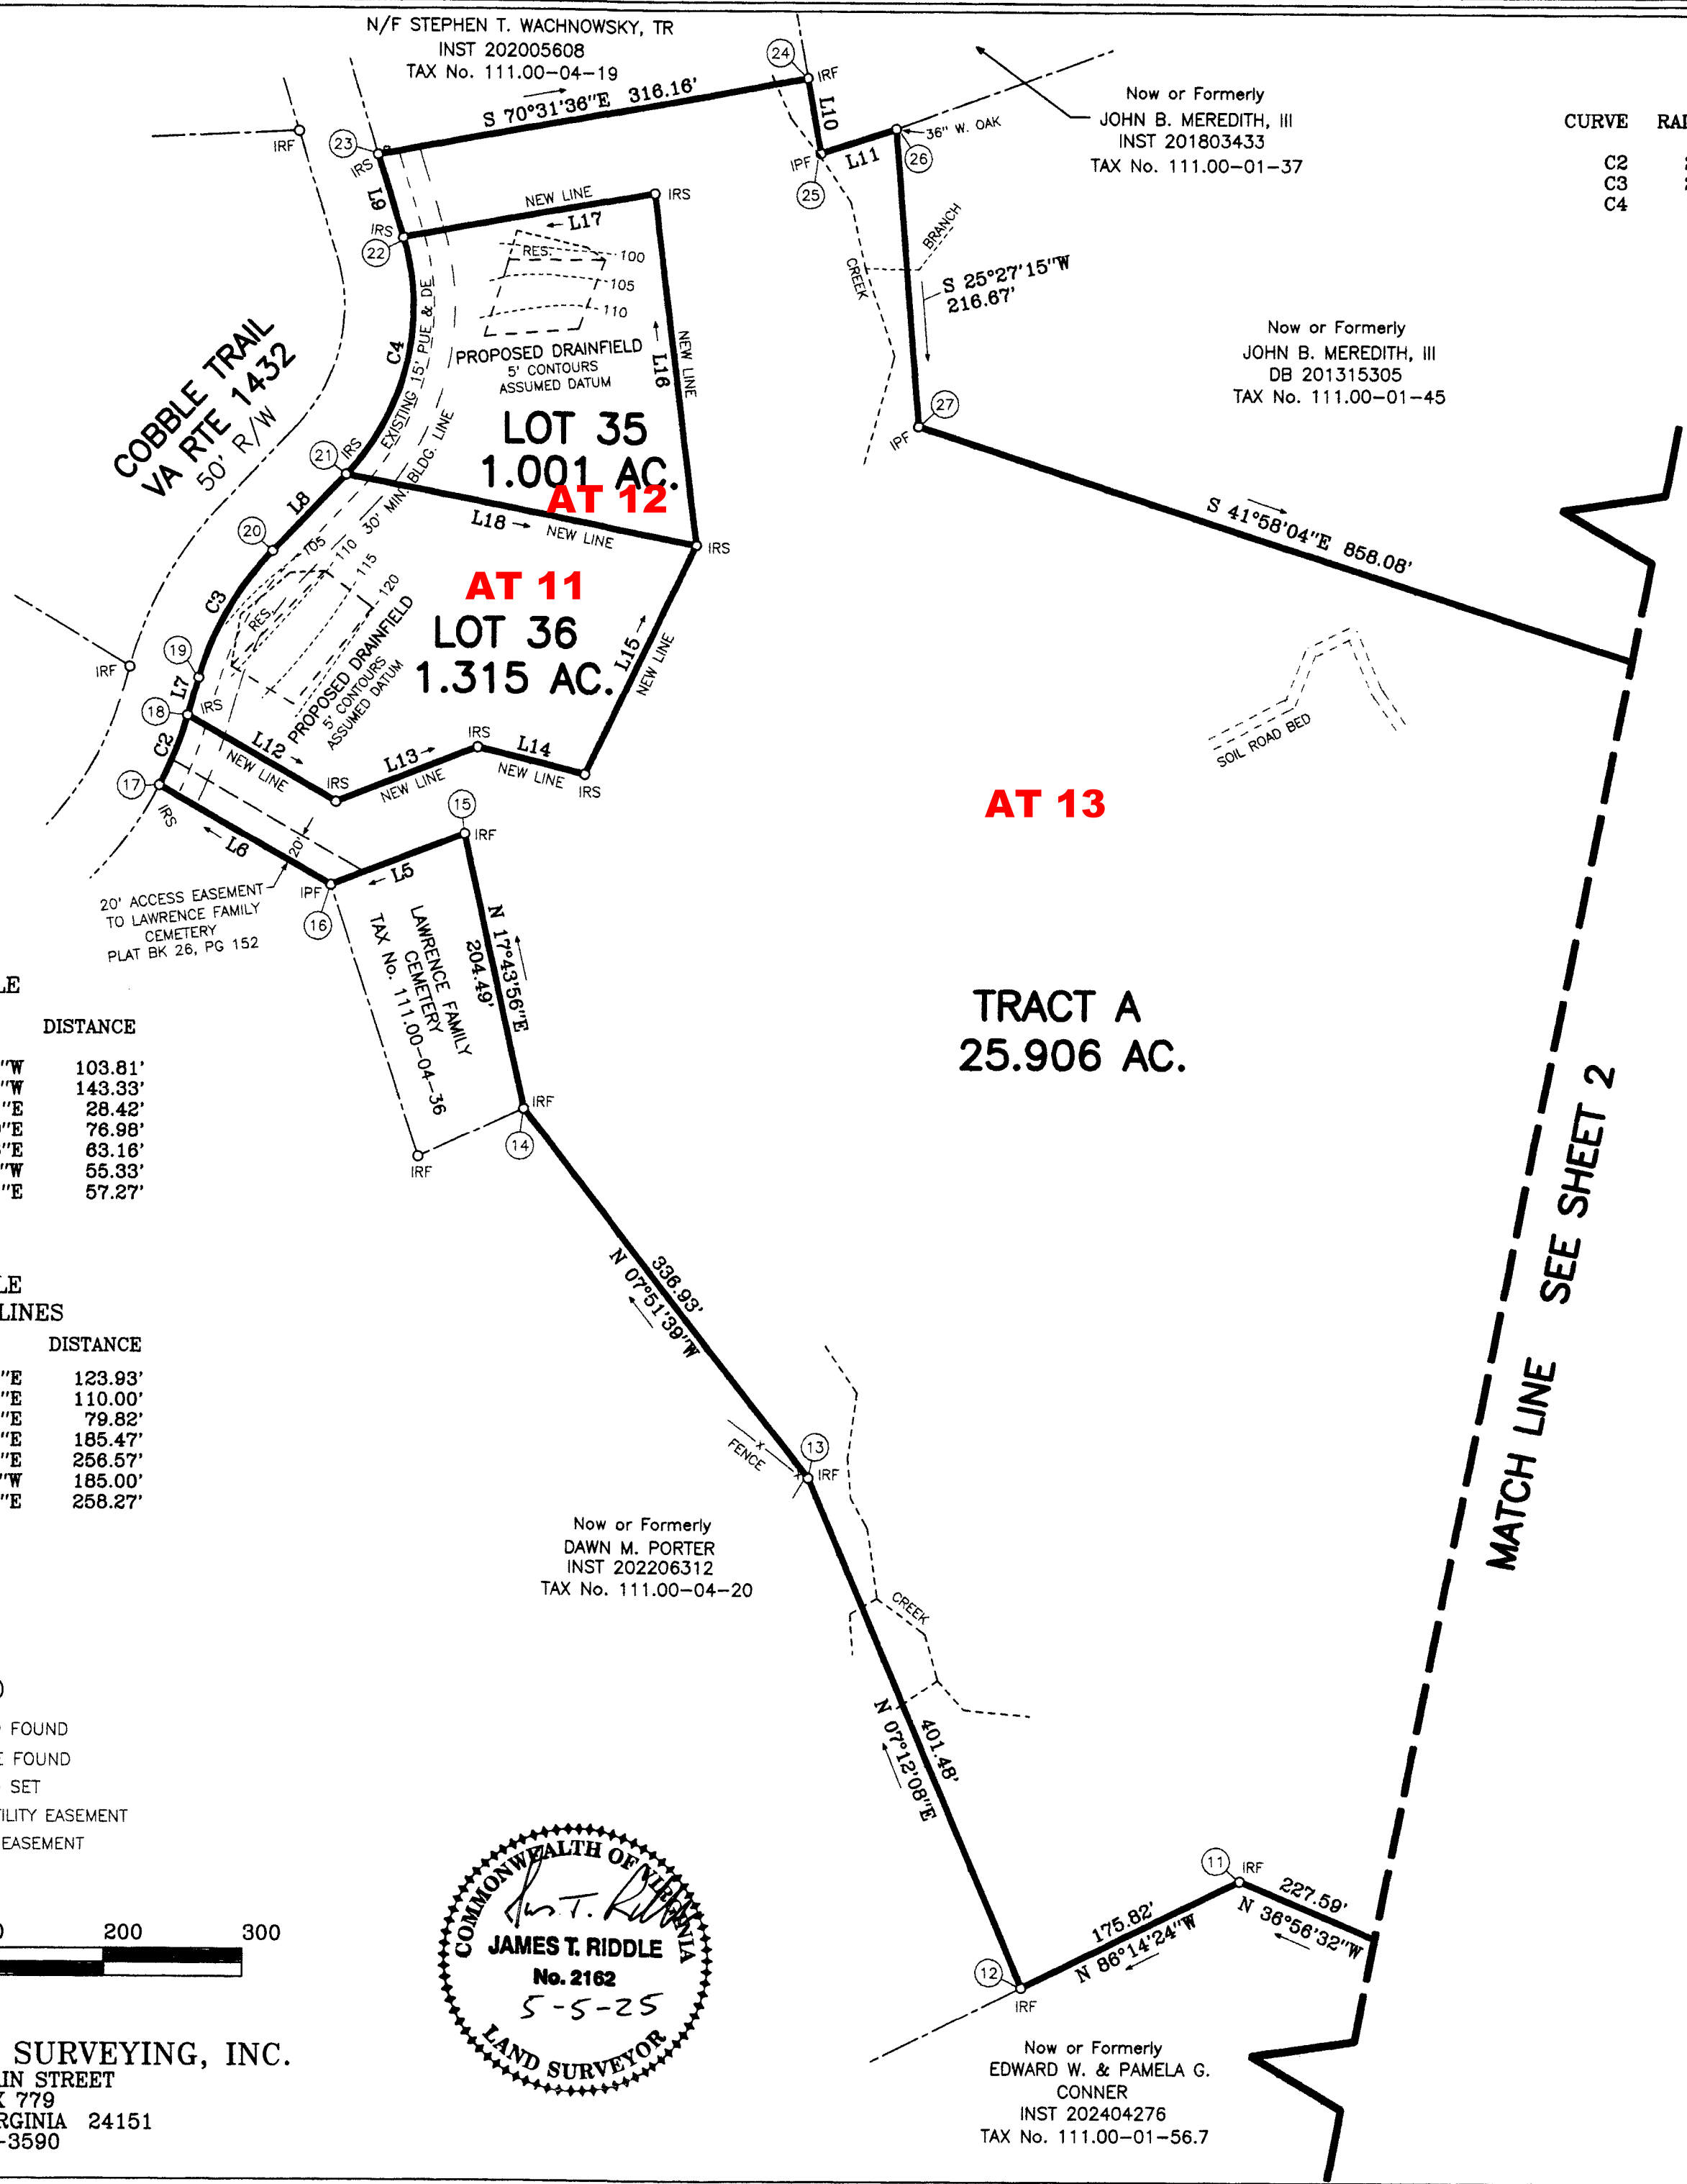 N/F STEPHEN T. WACHNOWSKY, TR
INST 202005608
TAX No. 111.00-04-19
S 70°31'36"E 316.16'
24
IRF
L10
Now or Formerly
JOHN B. MEREDITH, III
INST 201803433
TAX No. 111.00-01-37
CURVE
C2
C3
C4
IRF
23
IRS
L9
IRS
22
36" W. OAK
26
IPF
L11
25
NEW LINE
L17
IRS
RES.
100
105
110
PROPOSED DRAINFIELD
5' CONTOURS
ASSUMED DATUM
BRANCH
CREEK
S 25°27'15"W
216.67'
Now or Formerly
JOHN B. MEREDITH, III
DB 201315305
TAX No. 111.00-01-45
COBBLE TRAIL
VA RTE 1432
50' R/W
C4
EXISTING 15' PUE & DE
30' MIN. BLDG. LINE
L16
NEW LINE
LOT 35
1.001 AC.
AT 12
27
IPF
21
IRS
L8
20
L18
NEW LINE
IRS
S 41°58'04"E 858.08'
105
110
115
120
RES.
PROPOSED DRAINFIELD
5' CONTOURS
ASSUMED DATUM
AT 11
LOT 36
1.315 AC.
C3
19
IRF
L7
18
IRS
L15
NEW LINE
C2
17
IRS
L12
NEW LINE
IRS
L13
NEW LINE
IRS
L14
NEW LINE
IRS
SOIL ROAD BED
AT 13
15
IRF
L6
20'
L5
IPF
16
20' ACCESS EASEMENT
TO LAWRENCE FAMILY
CEMETERY
PLAT BK 26, PG 152
LAWRENCE FAMILY
CEMETERY
TAX No. 111.00-04-36
N 17°43'56"E
204.49'
TRACT A
25.906 AC.
IRF
14
IRF
LE
DISTANCE
"W 103.81'
"W 143.33'
"E 28.42'
"E 76.98'
"E 63.16'
"W 55.33'
"E 57.27'
336.93'
N 07°51'39"W
LE
LINES
DISTANCE
"E 123.93'
"E 110.00'
"E 79.82'
"E 185.47'
"E 256.57'
"W 185.00'
"E 258.27'
MATCH LINE SEE SHEET 2
FENCE
13
IRF
Now or Formerly
DAWN M. PORTER
INST 202206312
TAX No. 111.00-04-20
CREEK
401.48'
N 07°12'08"E
FOUND
FOUND
SET
ILITY EASEMENT
EASEMENT
200 300
COMMONWEALTH OF VIRGINIA
JAMES T. RIDDLE
No. 2162
5-5-25
LAND SURVEYOR
11
IRF
227.59'
N 36°56'32"W
175.82'
N 86°14'24"W
12
IRF
SURVEYING, INC.
STREET
779
24151
-3590
Now or Formerly
EDWARD W. & PAMELA G.
CONNER
INST 202404276
TAX No. 111.00-01-56.7